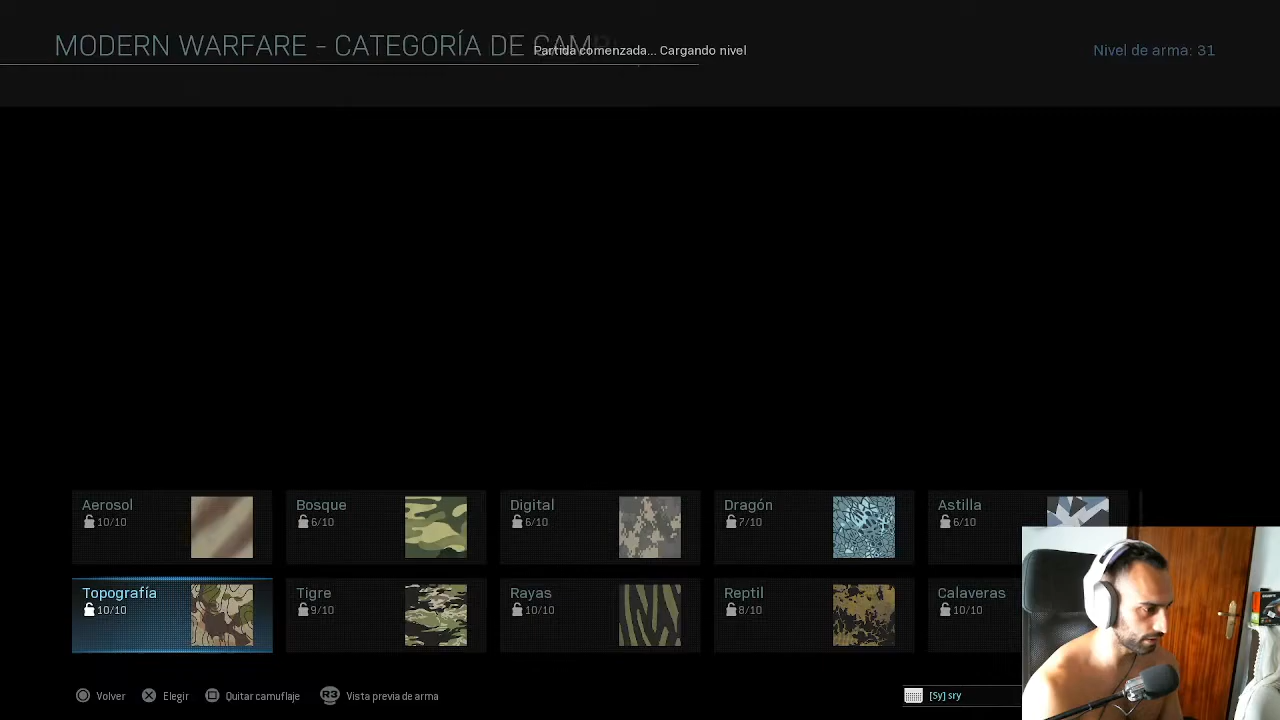 MODERN WARFARE - CATEGORÍA DE CAM
Partida comenzada... Cargando nivel
Nivel de arma: 31
Aerosol
10/10
Bosque
6/10
Digital
6/10
Dragón
7/10
Astilla
6/10
Topografía
10/10
Tigre
9/10
Rayas
10/10
Reptil
8/10
Calaveras
10/10
Volver
Elegir
Quitar camuflaje
R3 Vista previa de arma
[Sy] sry